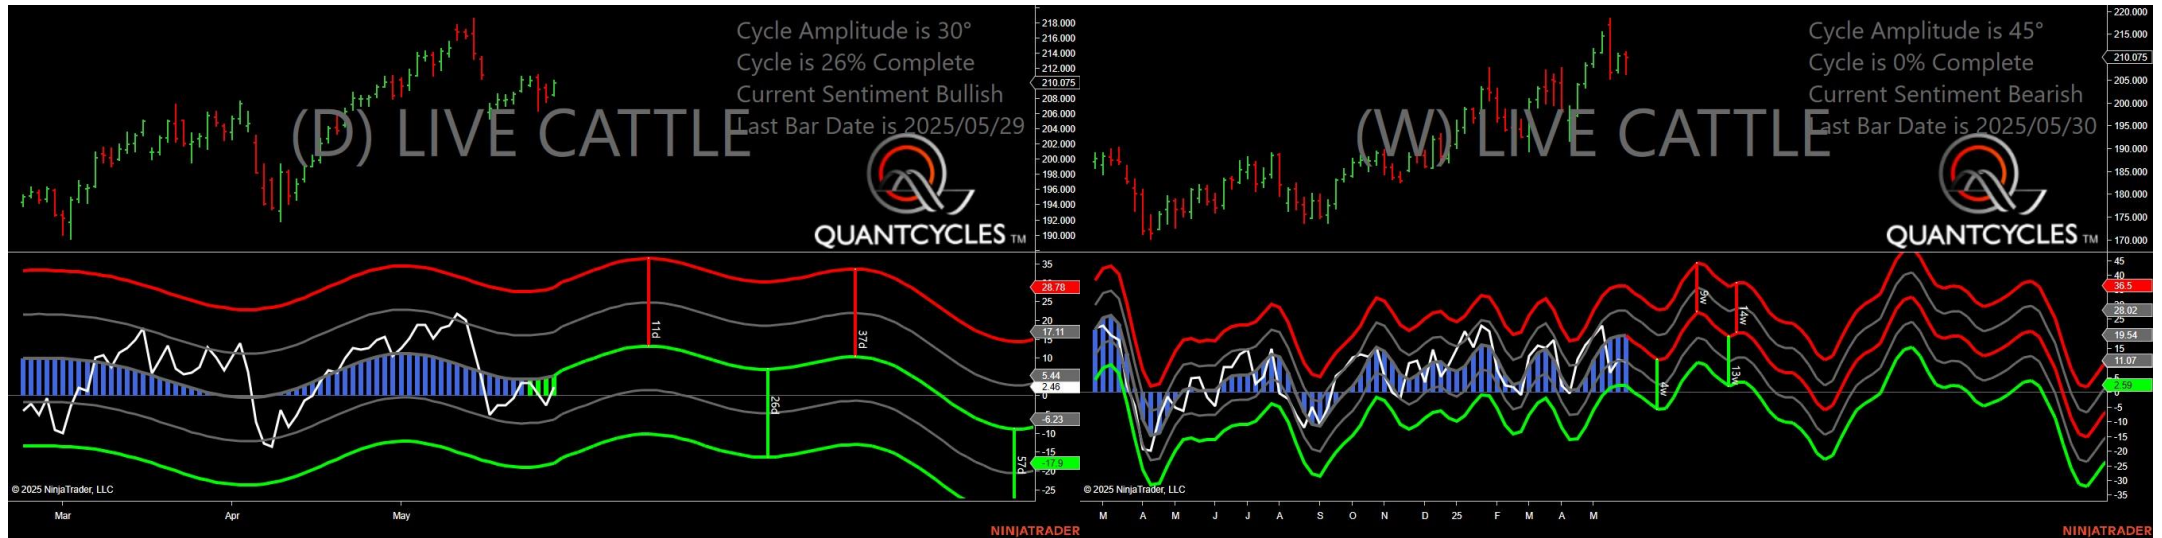 Cycle Amplitude is 30°
Cycle is 26% Complete
Current Sentiment Bullish
Last Bar Date is 2025/05/29
(D) LIVE CATTLE
QUANTCYCLES TM
218.000
216.000
214.000
212.000
210.075
208.000
206.000
204.000
202.000
200.000
198.000
196.000
194.000
192.000
190.000
35
28.78
25
20
17.11
15
10
5.44
2.46
0
-5
-6.23
-10
-15
-17.9
-20
-25
11d
37d
26d
57d
© 2025 NinjaTrader, LLC
Mar
Apr
May
NINJATRADER
Cycle Amplitude is 45°
Cycle is 0% Complete
Current Sentiment Bearish
Last Bar Date is 2025/05/30
(W) LIVE CATTLE
QUANTCYCLES TM
220.000
215.000
210.075
205.000
200.000
195.000
190.000
185.000
180.000
175.000
170.000
45
40
36.5
28.02
25
19.54
15
11.07
5
2.59
0
-5
-10
-15
-20
-25
-30
-35
9w
14w
4w
13w
© 2025 NinjaTrader, LLC
M A M J J A S O N D 25 F M A M
NINJATRADER